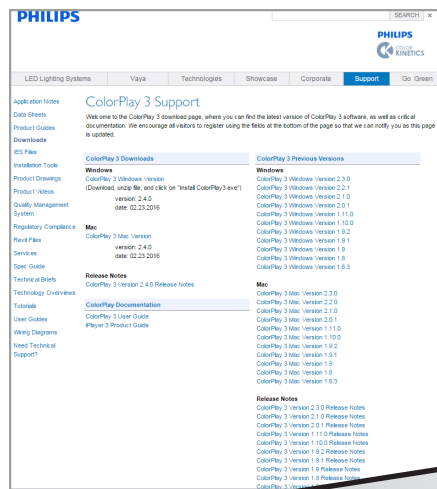 PHILIPS
SEARCH ×
PHILIPS
COLOR
KINETICS
LED Lighting Systems Vaya Technologies Showcase Corporate Support Go Green
Application Notes
Data Sheets
Product Guides
Downloads
IES Files
Installation Tools
Product Drawings
Product Videos
Quality Management
System
Regulatory Compliance
Revit Files
Services
Spec Guide
Technical Briefs
Technology Overviews
Tutorials
User Guides
Wiring Diagrams
Need Technical
Support?
ColorPlay 3 Support
Welcome to the ColorPlay 3 download page, where you can find the latest version of ColorPlay 3 software, as well as critical
documentation. We encourage all visitors to register using the fields at the bottom of the page so that we can notify you as this page
is updated.
ColorPlay 3 Downloads
Windows
ColorPlay 3 Windows Version
(Download, unzip file, and click on "Install ColorPlay3.exe")
version: 2.4.0
date: 02.23.2016
Mac
ColorPlay 3 Mac Version
version: 2.4.0
date: 02.23.2016
Release Notes
ColorPlay 3 Version 2.4.0 Release Notes
ColorPlay Documentation
ColorPlay 3 User Guide
iPlayer 3 Product Guide
ColorPlay 3 Previous Versions
Windows
ColorPlay 3 Windows Version 2.3.0
ColorPlay 3 Windows Version 2.2.1
ColorPlay 3 Windows Version 2.1.0
ColorPlay 3 Windows Version 2.0.1
ColorPlay 3 Windows Version 1.11.0
ColorPlay 3 Windows Version 1.10.0
ColorPlay 3 Windows Version 1.9.2
ColorPlay 3 Windows Version 1.9.1
ColorPlay 3 Windows Version 1.9
ColorPlay 3 Windows Version 1.8
ColorPlay 3 Windows Version 1.6.3
Mac
ColorPlay 3 Mac Version 2.3.0
ColorPlay 3 Mac Version 2.2.0
ColorPlay 3 Mac Version 2.1.0
ColorPlay 3 Mac Version 2.0.1
ColorPlay 3 Mac Version 1.11.0
ColorPlay 3 Mac Version 1.10.0
ColorPlay 3 Mac Version 1.9.2
ColorPlay 3 Mac Version 1.9.1
ColorPlay 3 Mac Version 1.9
ColorPlay 3 Mac Version 1.8
ColorPlay 3 Mac Version 1.6.3
Release Notes
ColorPlay 3 Version 2.3.0 Release Notes
ColorPlay 3 Version 2.1.0 Release Notes
ColorPlay 3 Version 2.0.1 Release Notes
ColorPlay 3 Version 1.11.0 Release Notes
ColorPlay 3 Version 1.10.0 Release Notes
ColorPlay 3 Version 1.9.2 Release Notes
ColorPlay 3 Version 1.9.1 Release Notes
ColorPlay 3 Version 1.9 Release Notes
ColorPlay 3 Version 1.8 Release Notes
ColorPlay 3 Version